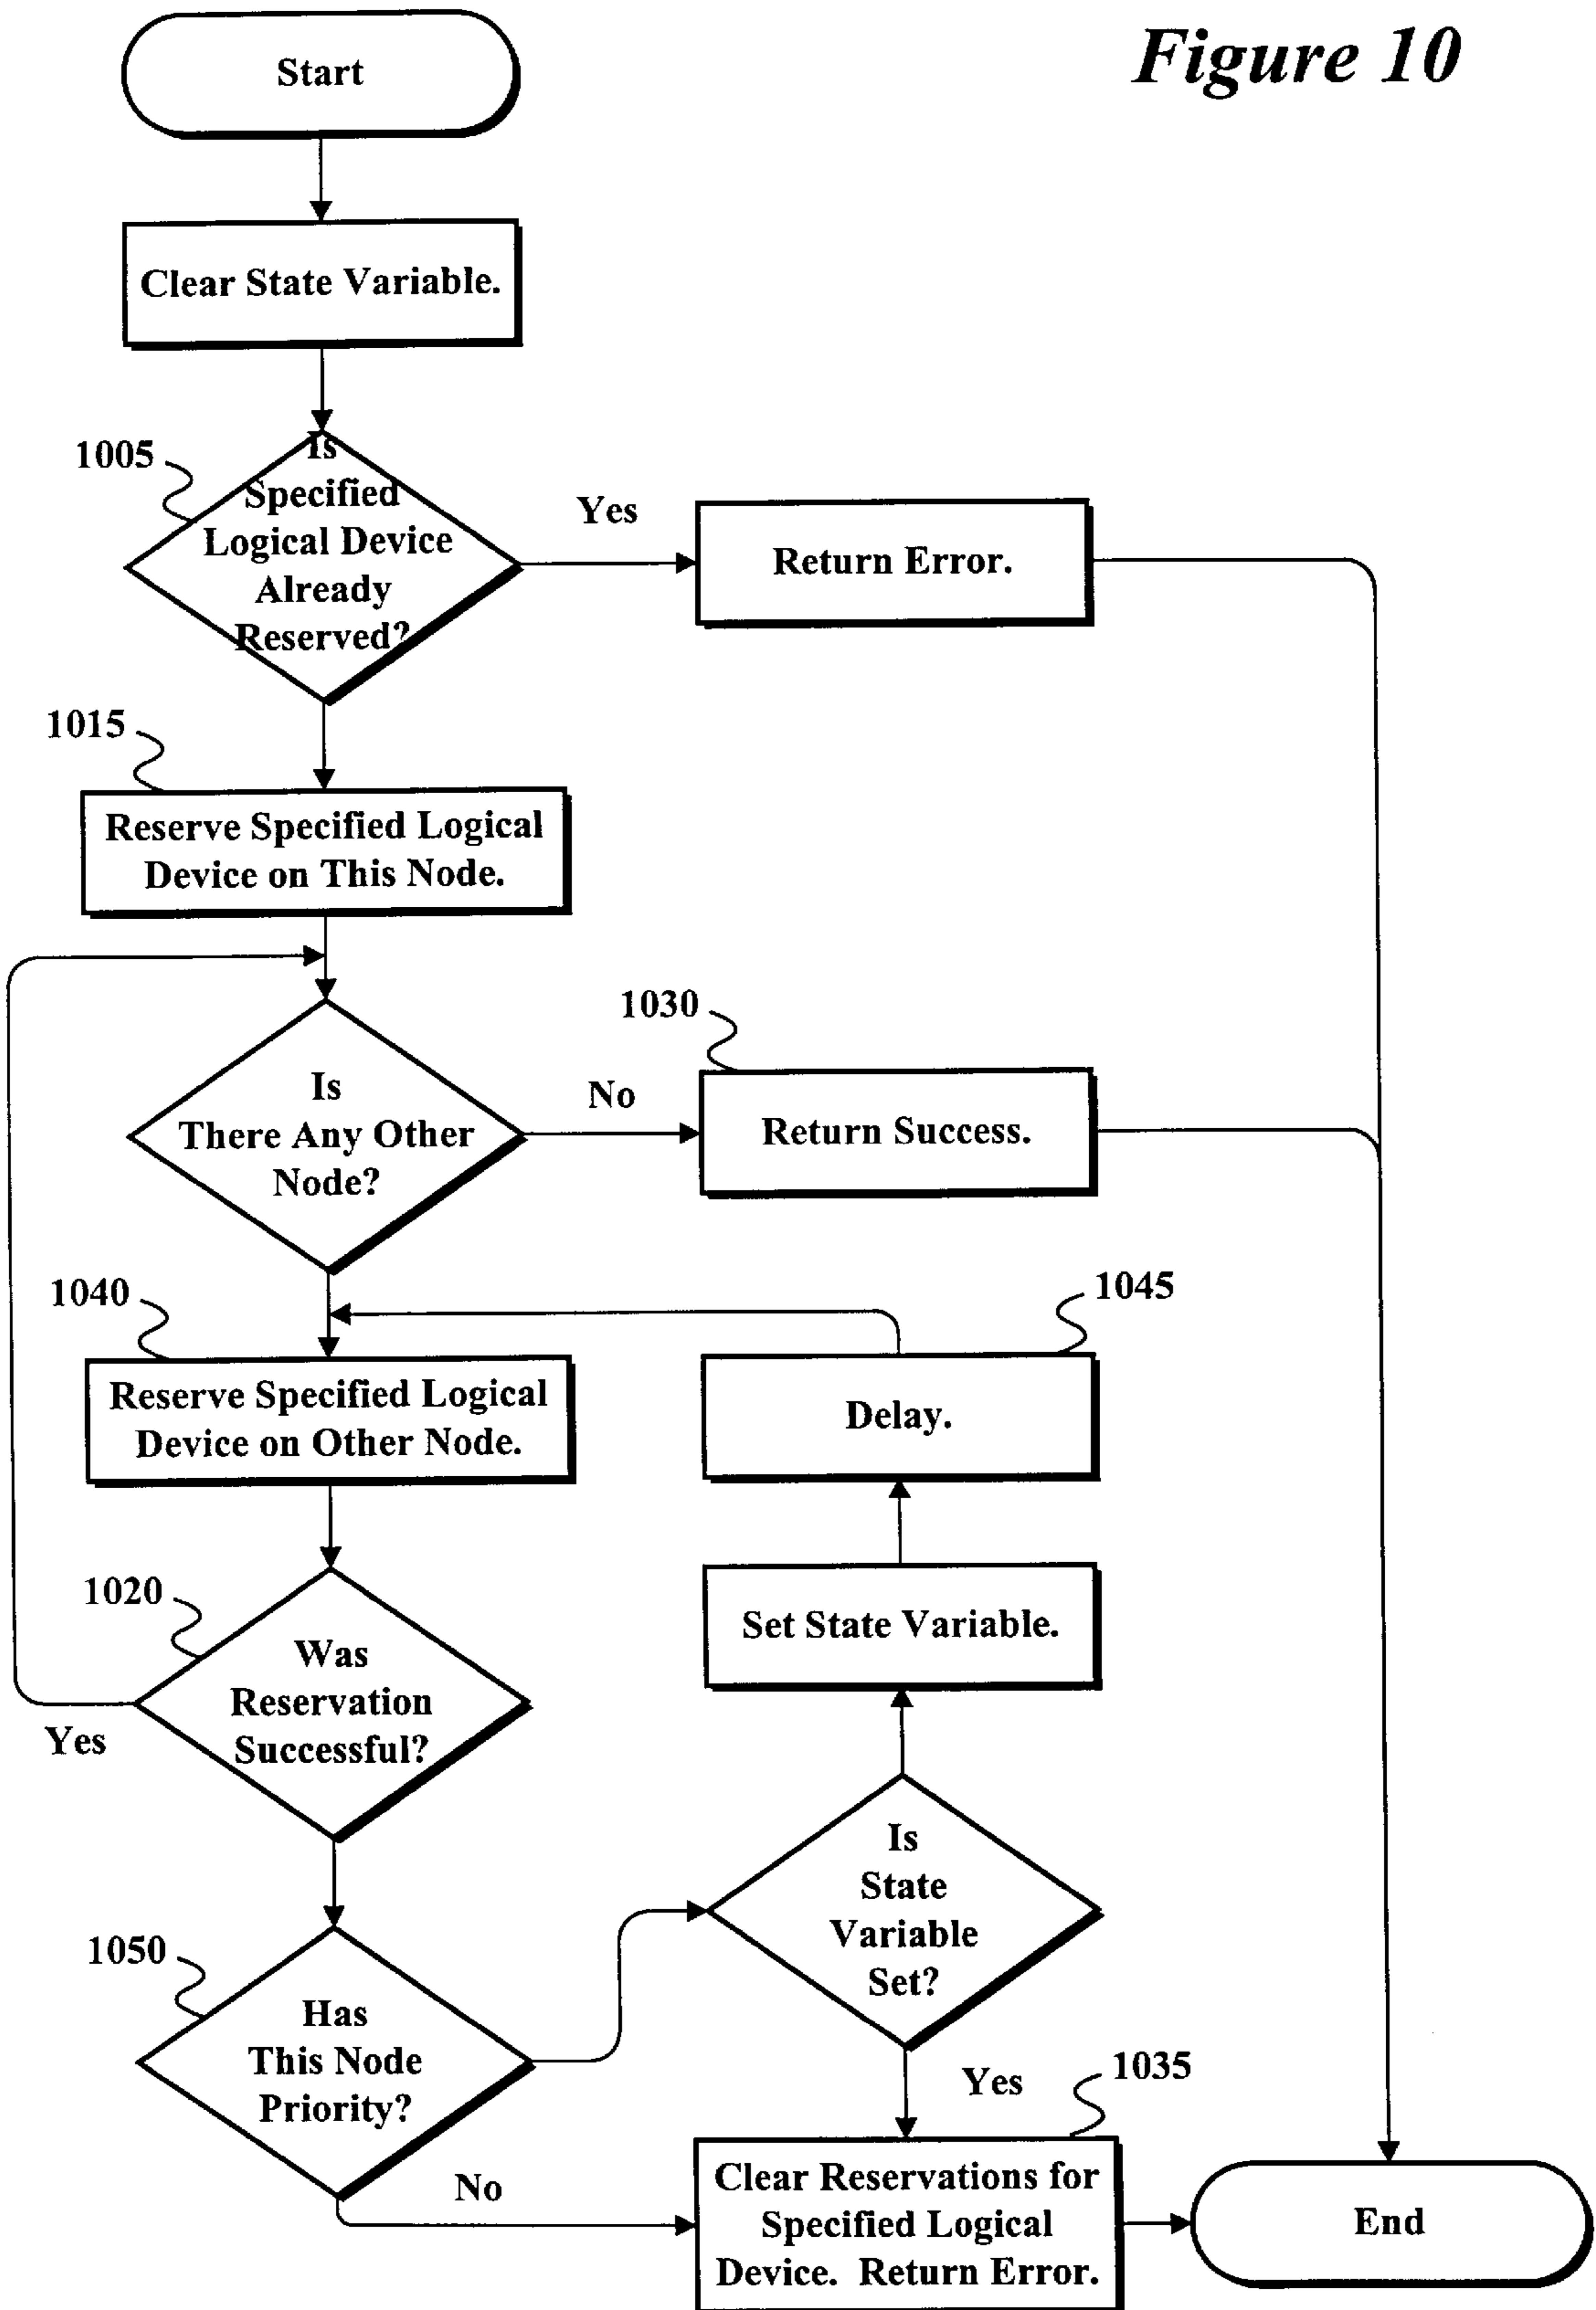 Figure 10
Start
Clear State Variable.
1005
Is
Specified
Logical Device
Already
Reserved?
Yes
Return Error.
1015
Reserve Specified Logical
Device on This Node.
Is
There Any Other
Node?
No
1030
Return Success.
1040
Reserve Specified Logical
Device on Other Node.
1045
Delay.
Set State Variable.
1020
Was
Reservation
Successful?
Yes
Is
State
Variable
Set?
1050
Has
This Node
Priority?
No
Yes
1035
Clear Reservations for
Specified Logical
Device. Return Error.
End